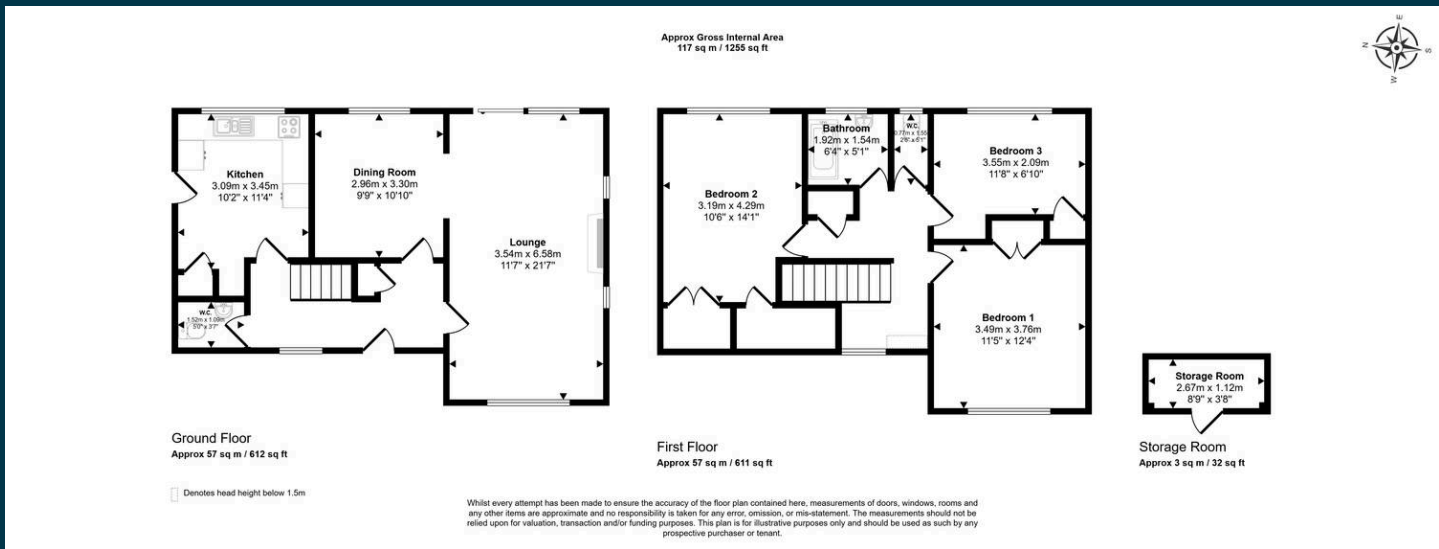 Approx Gross Internal Area
117 sq m / 1255 sq ft
N
E
S
W
Kitchen
3.09m x 3.45m
10'2" x 11'4"
Dining Room
2.96m x 3.30m
9'9" x 10'10"
Lounge
3.54m x 6.58m
11'7" x 21'7"
W.C.
1.52m x 1.09m
5'0" x 3'7"
Ground Floor
Approx 57 sq m / 612 sq ft
Denotes head height below 1.5m
Bedroom 2
3.19m x 4.29m
10'6" x 14'1"
Bathroom
1.92m x 1.54m
6'4" x 5'1"
W.C.
0.77m x 1.55m
2'6" x 5'1"
Bedroom 3
3.55m x 2.09m
11'8" x 6'10"
Bedroom 1
3.49m x 3.76m
11'5" x 12'4"
First Floor
Approx 57 sq m / 611 sq ft
Storage Room
2.67m x 1.12m
8'9" x 3'8"
Storage Room
Approx 3 sq m / 32 sq ft
Whilst every attempt has been made to ensure the accuracy of the floor plan contained here, measurements of doors, windows, rooms and
any other items are approximate and no responsibility is taken for any error, omission, or mis-statement. The measurements should not be
relied upon for valuation, transaction and/or funding purposes. This plan is for illustrative purposes only and should be used as such by any
prospective purchaser or tenant.